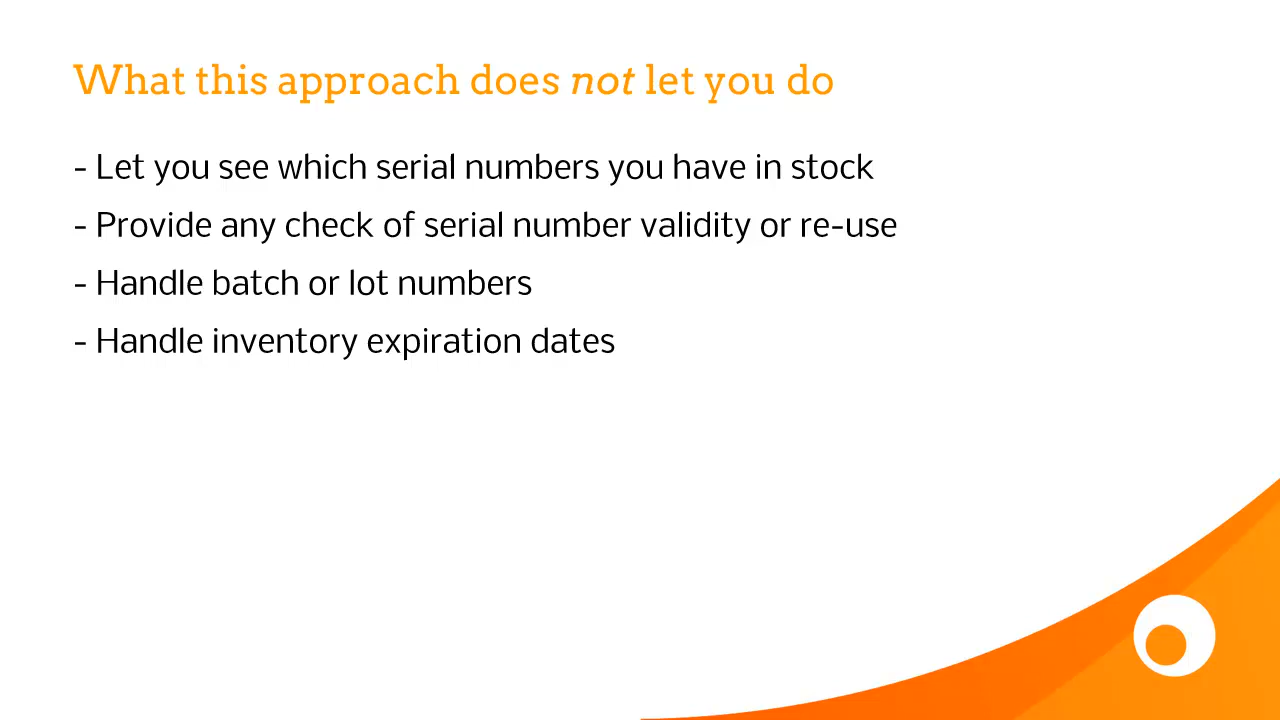 What this approach does not let you do
- Let you see which serial numbers you have in stock
- Provide any check of serial number validity or re-use
- Handle batch or lot numbers
- Handle inventory expiration dates